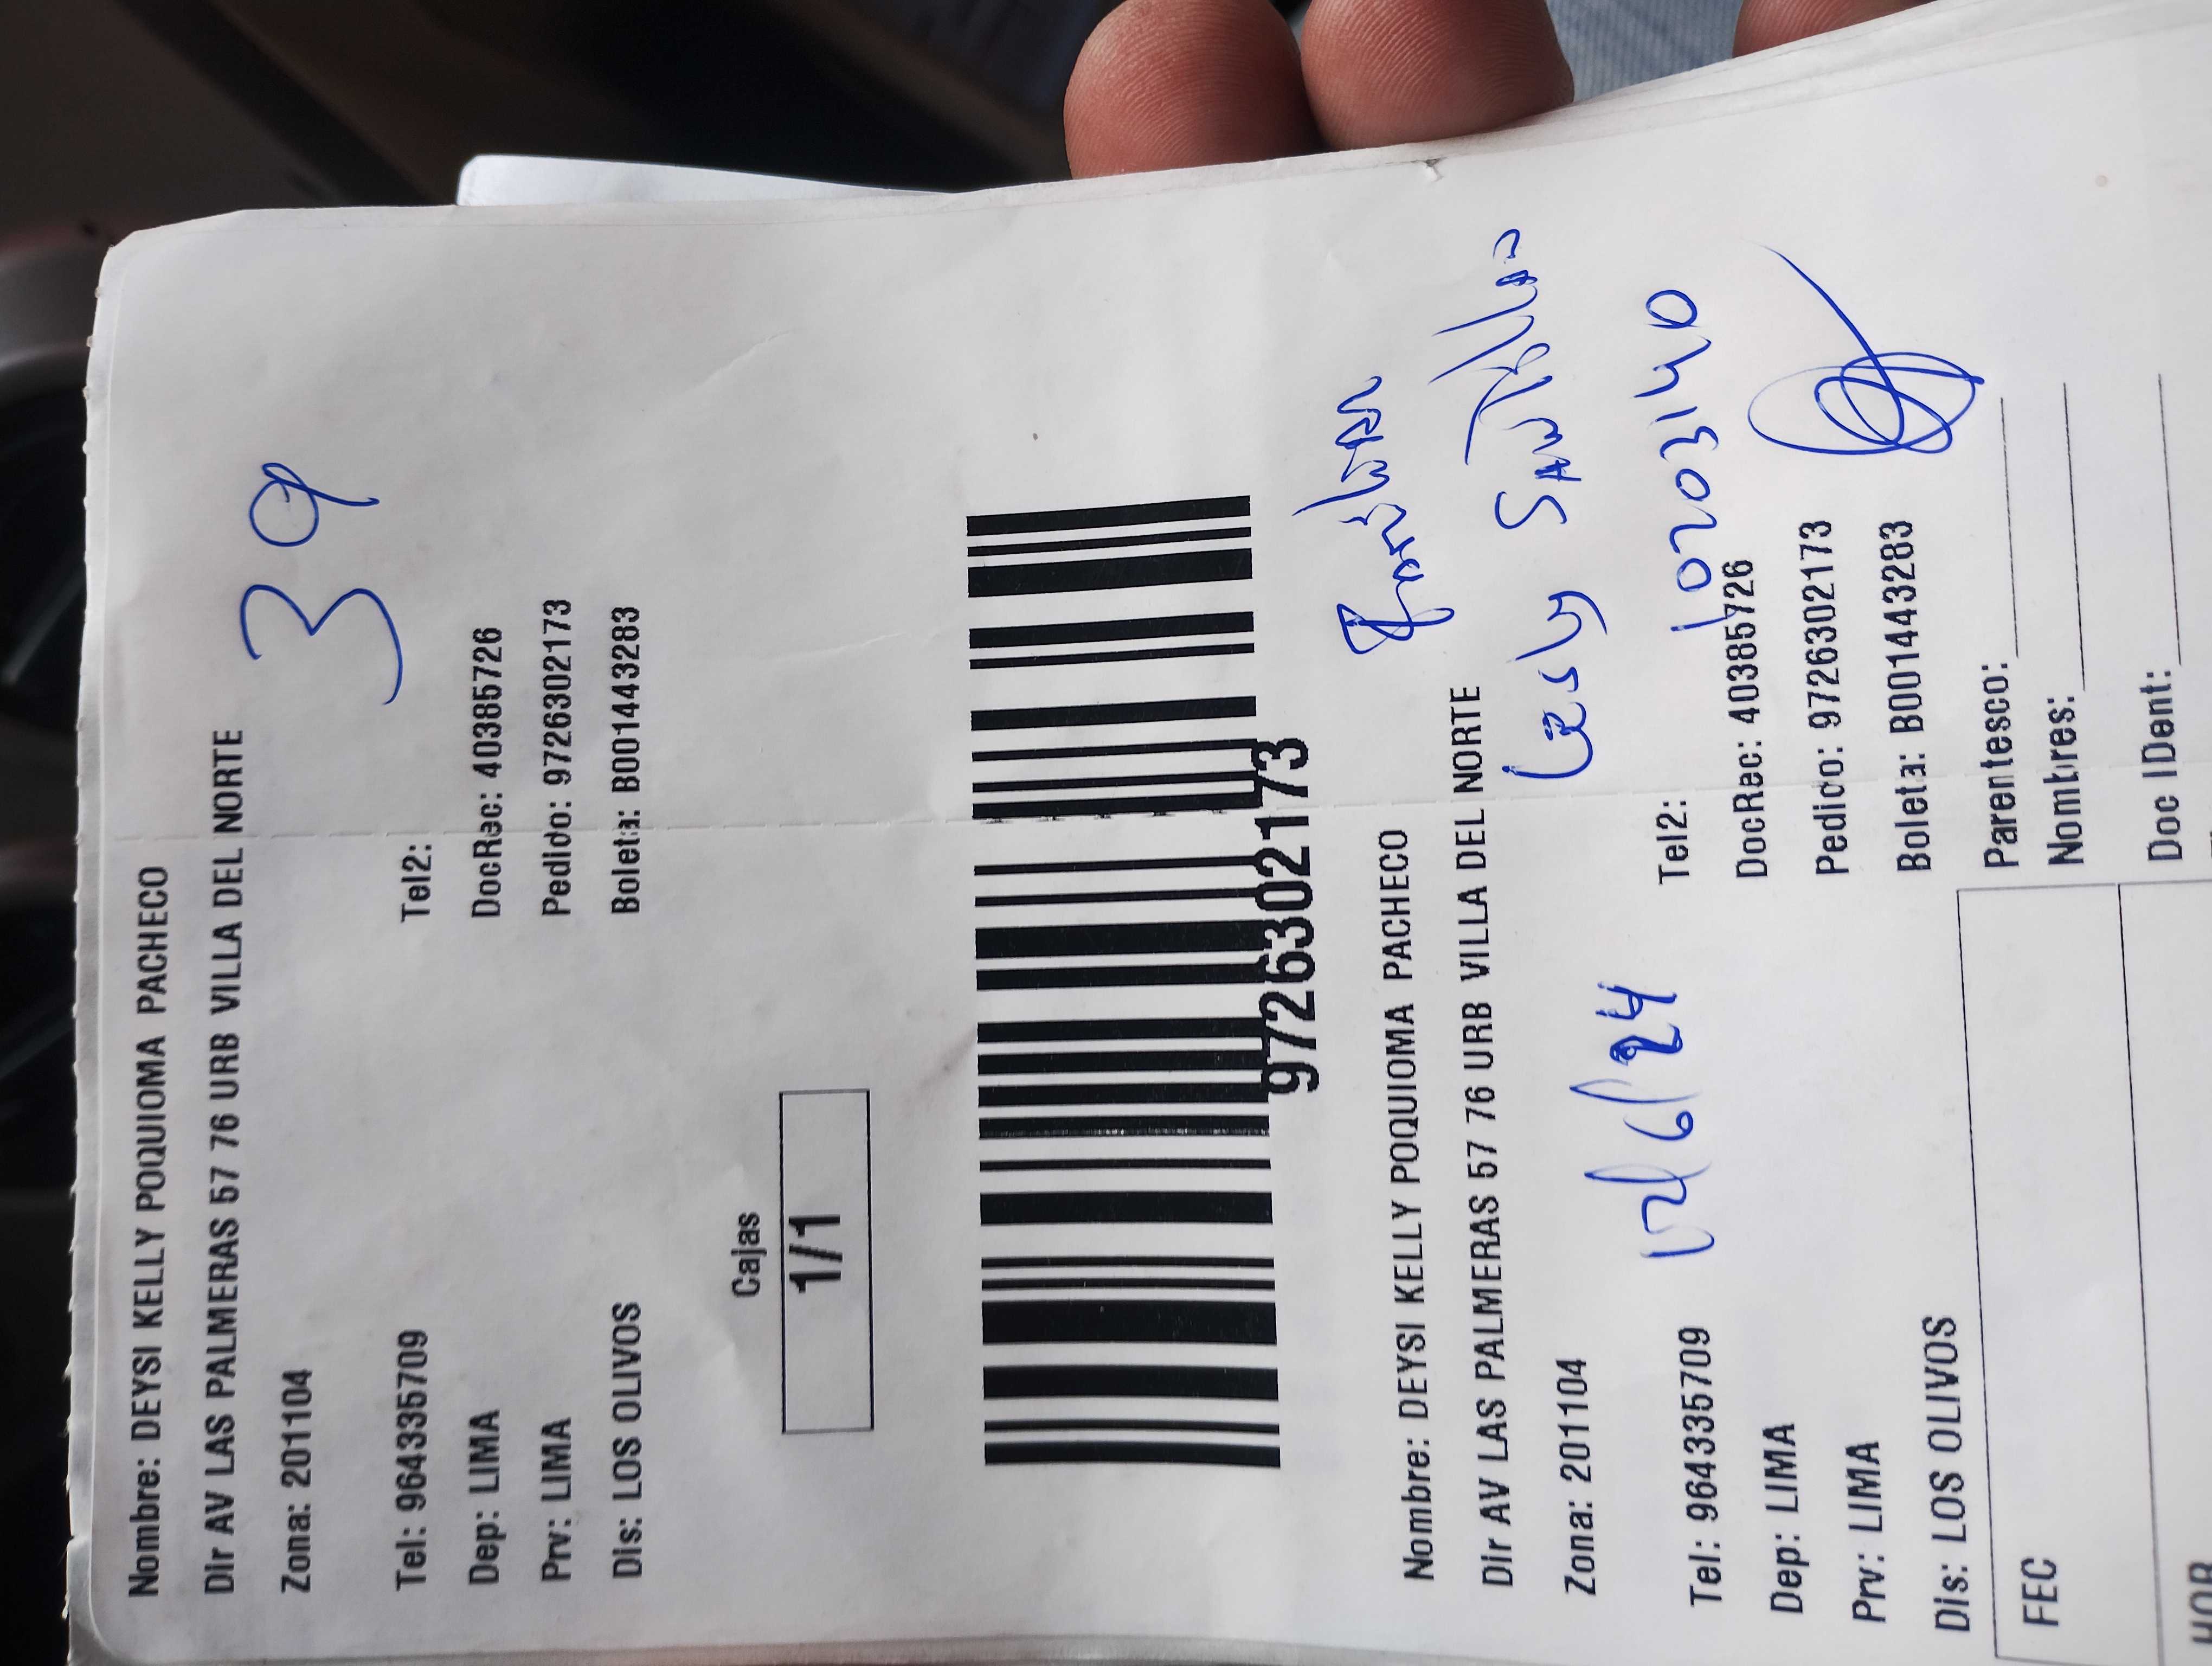 Nombre: DEYSI KELLY POQUIOMA PACHECO
Dir AV LAS PALMERAS 57 76 URB VILLA DEL NORTE
39
Zona: 201104
Tel: 964335709 Tel2:
Dep: LIMA DocRec: 40385726
Prv: LIMA Pedido: 9726302173
Dis: LOS OLIVOS Boleta: B001443283
Cajas
1/1
9726302173
Nombre: DEYSI KELLY POQUIOMA PACHECO
Dir AV LAS PALMERAS 57 76 URB VILLA DEL NORTE
Lesly
Zona: 201104
Tel: 964335709 Tel2:
Dep: LIMA DocRec: 40385726
Prv: LIMA Pedido: 9726302173
Dis: LOS OLIVOS Boleta: B001443283
Parentesco:
FEC Nombres:
Doc IDent:
HOR